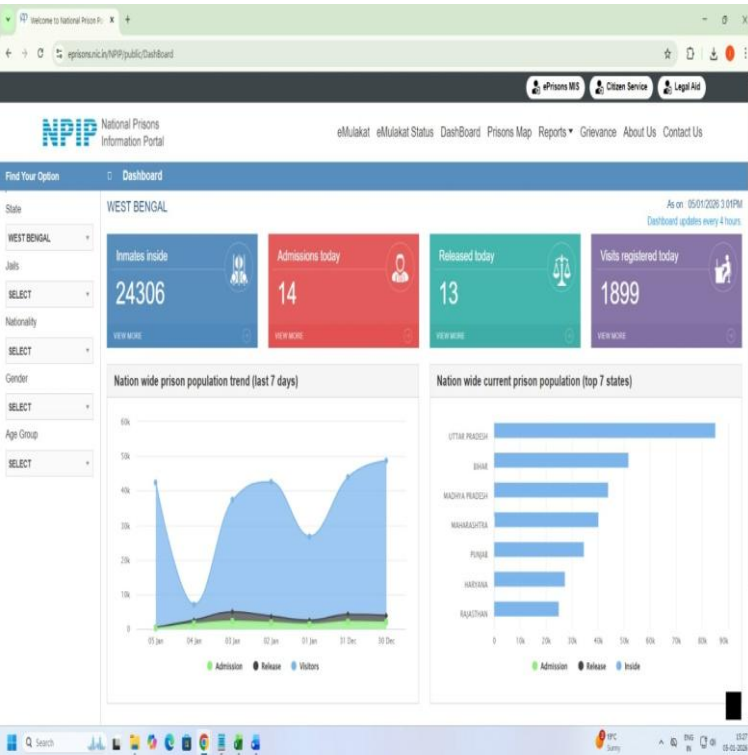 Welcome to National Prison Po
eprisons.nic.in/NPIP/public/DashBoard
ePrisons MIS
Citizen Service
Legal Aid
NPIP
National Prisons
Information Portal
eMulakat eMulakat Status DashBoard Prisons Map Reports Grievance About Us Contact Us
Find Your Option
Dashboard
State
WEST BENGAL
Jails
SELECT
Nationality
SELECT
Gender
SELECT
Age Group
SELECT
WEST BENGAL
As on 05/01/2026 3:01PM
Dashboard updates every 4 hours
Inmates inside
24306
VIEW MORE
Admissions today
14
VIEW MORE
Released today
13
VIEW MORE
Visits registered today
1899
VIEW MORE
Nation wide prison population trend (last 7 days)
60k
50k
40k
30k
20k
10k
0
05 Jan 04 Jan 03 Jan 02 Jan 01 Jan 31 Dec 30 Dec
Admission Release Visitors
Nation wide current prison population (top 7 states)
UTTAR PRADESH
BIHAR
MADHYA PRADESH
MAHARASHTRA
PUNJAB
HARYANA
RAJASTHAN
0 10k 20k 30k 40k 50k 60k 70k 80k 90k
Admission Release Inside
Search
Sunny
ENG
IN
15:27